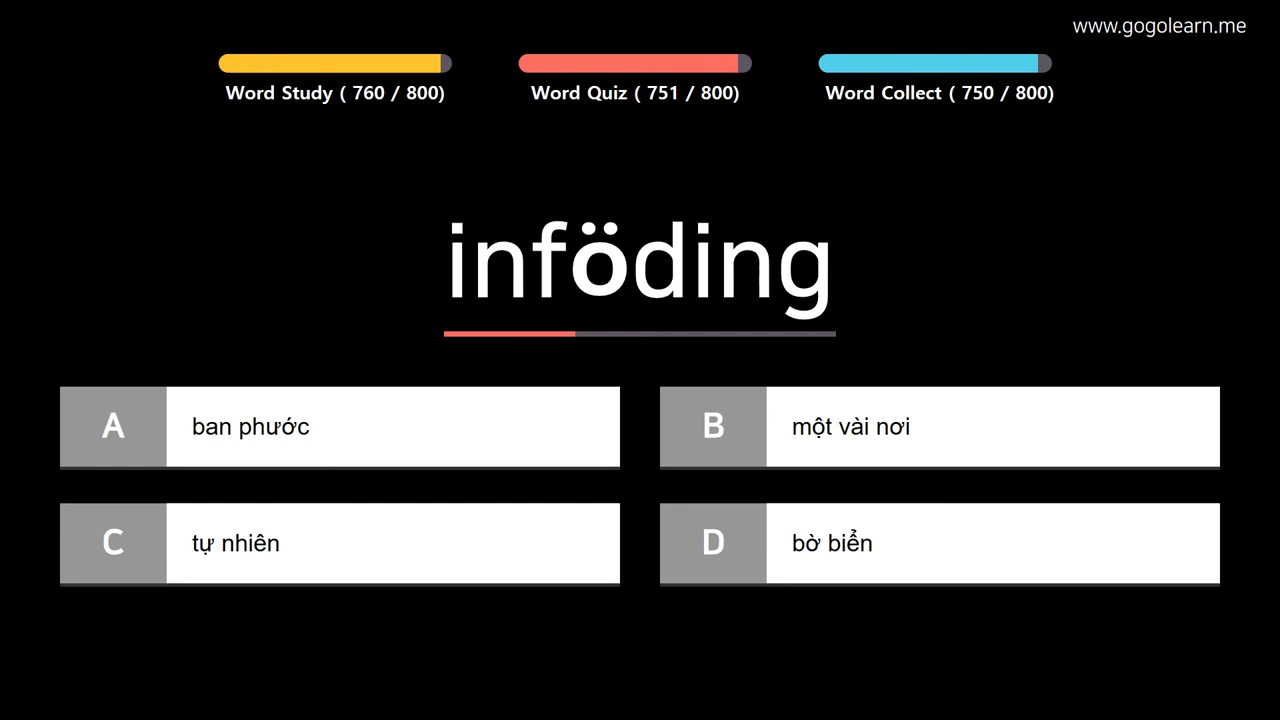 www.gogolearn.me
Word Study ( 760 / 800)
Word Quiz ( 751 / 800)
Word Collect ( 750 / 800)
inföding
A ban phước
B một vài nơi
C tự nhiên
D bờ biển